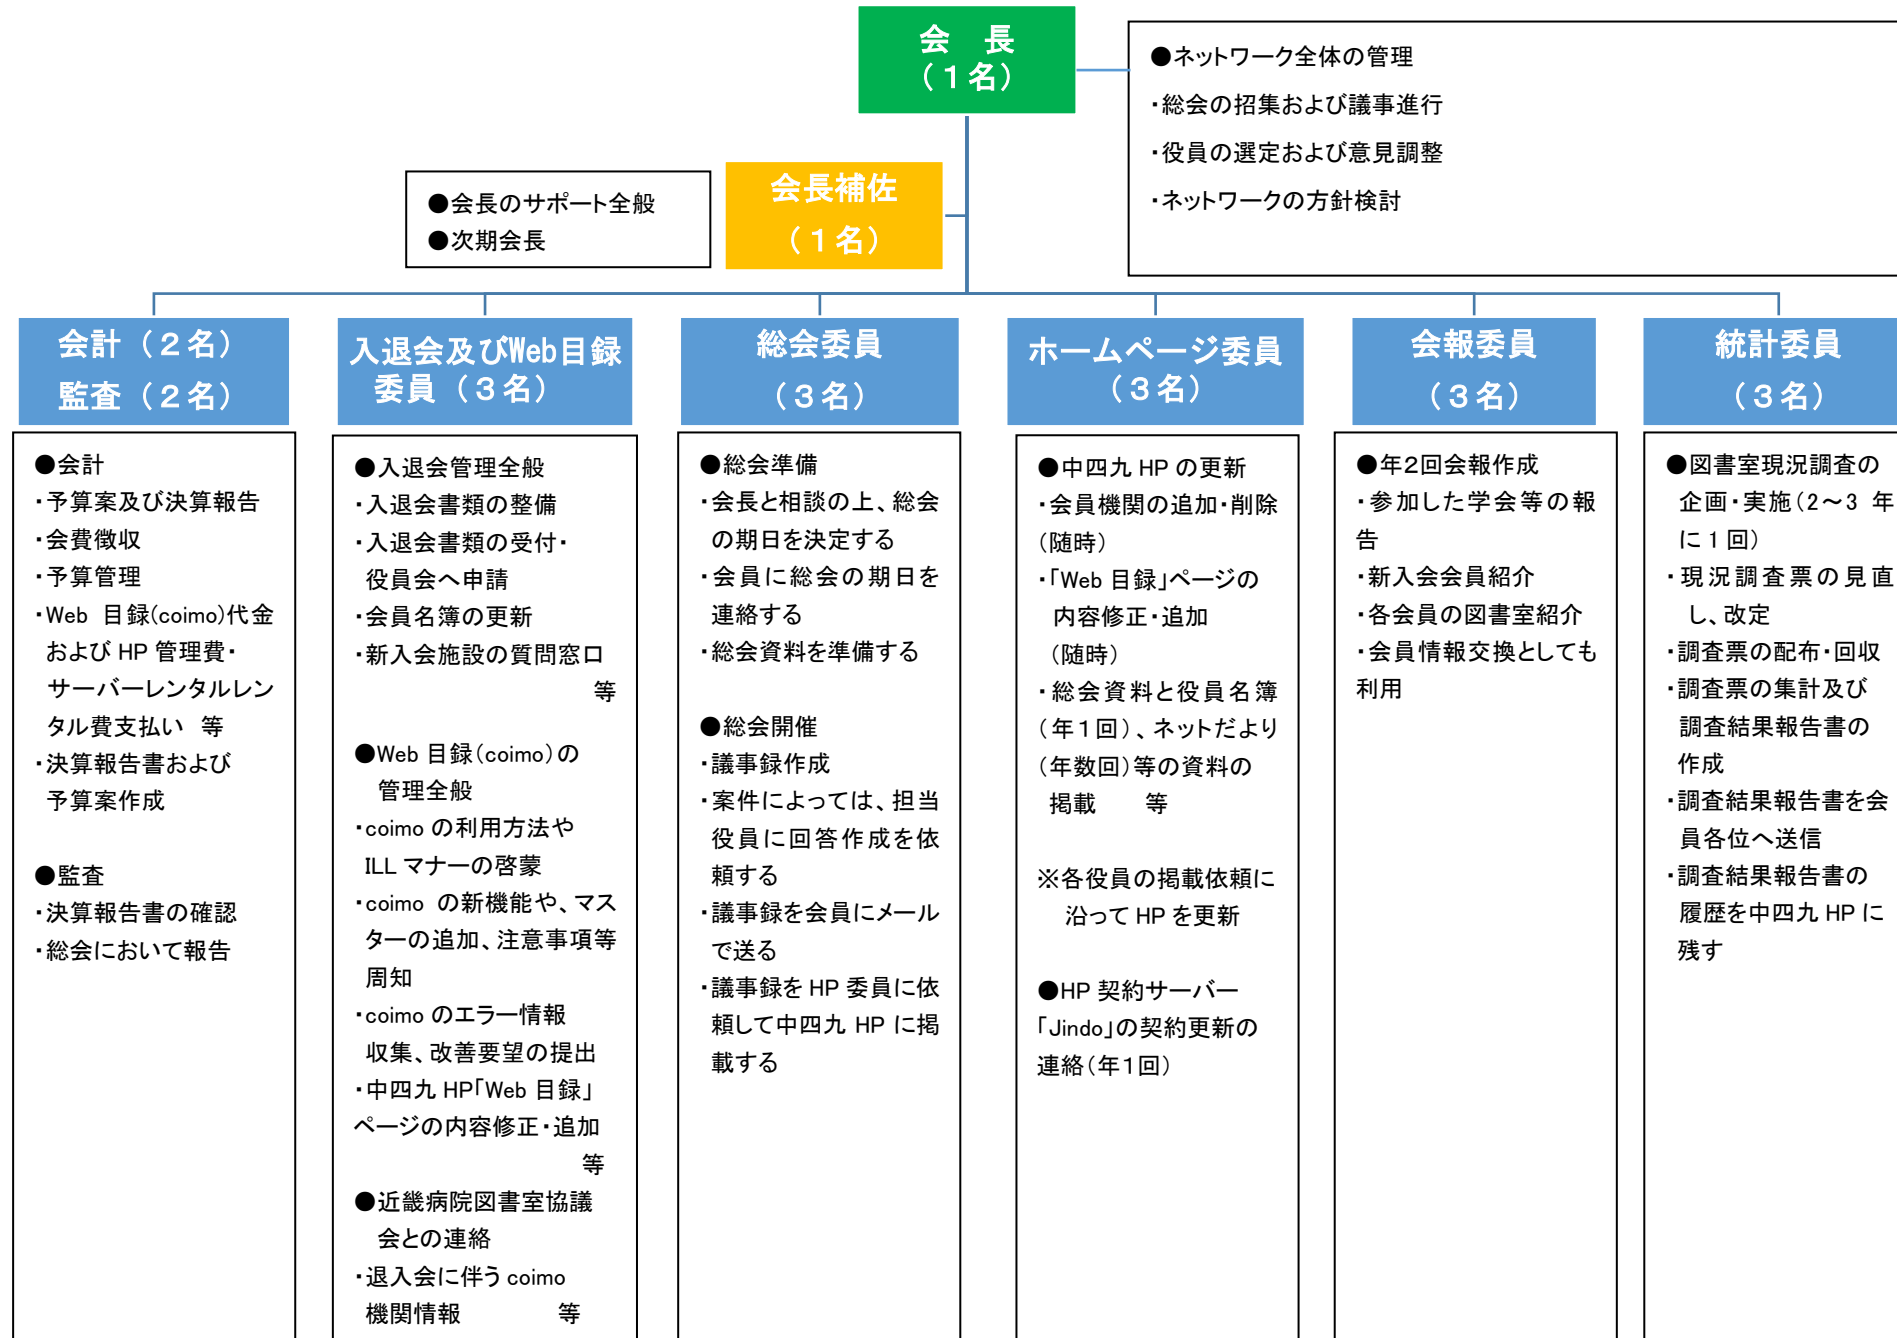 会　長
（１名）
●ネットワーク全体の管理
・総会の招集および議事進行
・役員の選定および意見調整
・ネットワークの方針検討
●会長のサポート全般
●次期会長
会長補佐
（１名）
会計（２名）
監査（２名）
●会計
・予算案及び決算報告
・会費徴収
・予算管理
・Web 目録(coimo)代金
および HP 管理費・
サーバーレンタルレン
タル費支払い　等
・決算報告書および
予算案作成
●監査
・決算報告書の確認
・総会において報告
入退会及びWeb目録
委員（３名）
●入退会管理全般
・入退会書類の整備
・入退会書類の受付・
役員会へ申請
・会員名簿の更新
・新入会施設の質問窓口
等
●Web 目録（coimo）の
管理全般
・coimo の利用方法や
ILL マナーの啓蒙
・coimo の新機能や、マス
ターの追加、注意事項等
周知
・coimo のエラー情報
収集、改善要望の提出
・中四九 HP「Web 目録」
ページの内容修正・追加
等
●近畿病院図書室協議
会との連絡
・退入会に伴う coimo
機関情報　　　等
総会委員
（３名）
●総会準備
・会長と相談の上、総会
の期日を決定する
・会員に総会の期日を
連絡する
・総会資料を準備する
●総会開催
・議事録作成
・案件によっては、担当
役員に回答作成を依
頼する
・議事録を会員にメール
で送る
・議事録を HP 委員に依
頼して中四九 HP に掲
載する
ホームページ委員
（３名）
●中四九 HP の更新
・会員機関の追加・削除
（随時）
・「Web 目録」ページの
内容修正・追加
（随時）
・総会資料と役員名簿
（年１回）、ネットだより
（年数回）等の資料の
掲載　　等
※各役員の掲載依頼に
沿って HP を更新
●HP 契約サーバー
「Jindo」の契約更新の
連絡（年１回）
会報委員
（３名）
●年２回会報作成
・参加した学会等の報
告
・新入会会員紹介
・各会員の図書室紹介
・会員情報交換としても
利用
統計委員
（３名）
●図書室現況調査の
企画・実施（2～3 年
に 1 回）
・現況調査票の見直
し、改定
・調査票の配布・回収
・調査票の集計及び
調査結果報告書の
作成
・調査結果報告書を会
員各位へ送信
・調査結果報告書の
履歴を中四九 HP に
残す